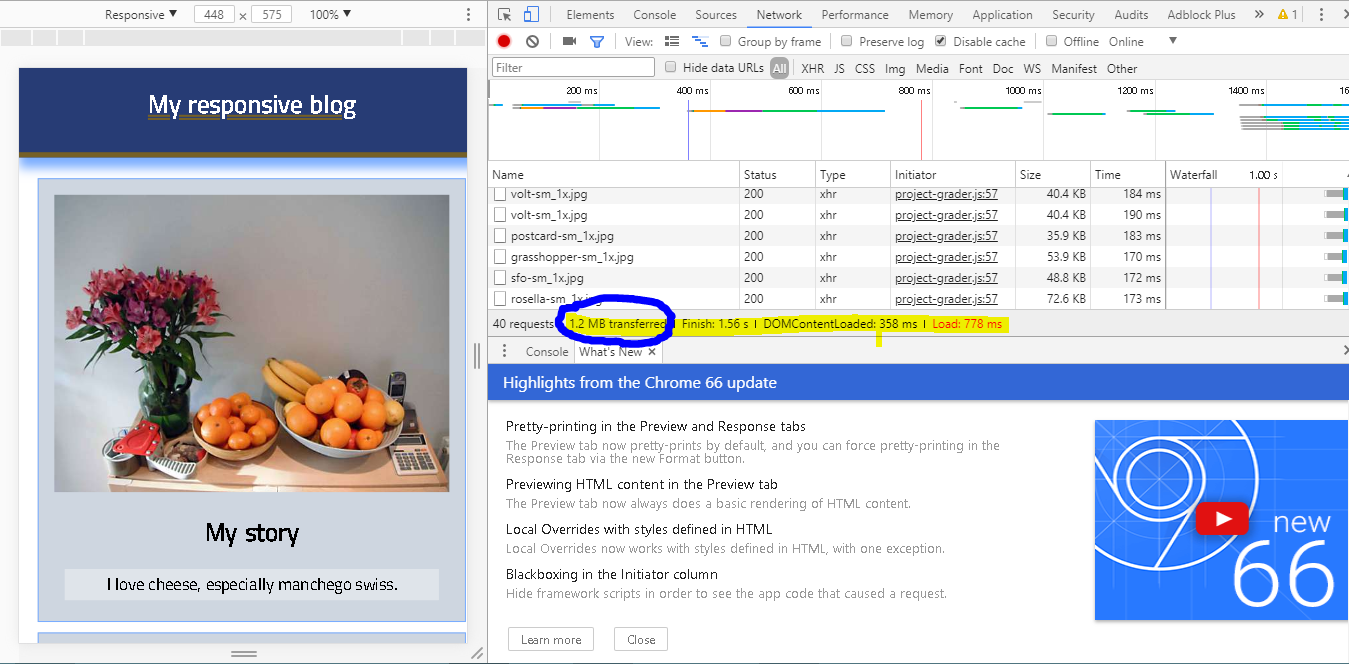 Responsive ▼ 448 × 575 100% ▼
My responsive blog
My story
I love cheese, especially manchego swiss.
Elements Console Sources Network Performance Memory Application Security Audits Adblock Plus » 1
View: Group by frame Preserve log Disable cache Offline Online ▼
Filter Hide data URLs All XHR JS CSS Img Media Font Doc WS Manifest Other
200 ms 400 ms 600 ms 800 ms 1000 ms 1200 ms 1400 ms 16
Name Status Type Initiator Size Time Waterfall 1.00 s
volt-sm_1x.jpg 200 xhr project-grader.js:57 40.4 KB 184 ms
volt-sm_1x.jpg 200 xhr project-grader.js:57 40.4 KB 190 ms
postcard-sm_1x.jpg 200 xhr project-grader.js:57 35.9 KB 183 ms
grasshopper-sm_1x.jpg 200 xhr project-grader.js:57 53.9 KB 170 ms
sfo-sm_1x.jpg 200 xhr project-grader.js:57 48.8 KB 172 ms
rosella-sm_1x.jpg 200 xhr project-grader.js:57 72.6 KB 173 ms
40 requests 1.2 MB transferred Finish: 1.56 s | DOMContentLoaded: 358 ms | Load: 778 ms
Console What's New ×
Highlights from the Chrome 66 update
Pretty-printing in the Preview and Response tabs
The Preview tab now pretty-prints by default, and you can force pretty-printing in the
Response tab via the new Format button.
Previewing HTML content in the Preview tab
The Preview tab now always does a basic rendering of HTML content.
Local Overrides with styles defined in HTML
Local Overrides now works with styles defined in HTML, with one exception.
Blackboxing in the Initiator column
Hide framework scripts in order to see the app code that caused a request.
Learn more Close
new
66